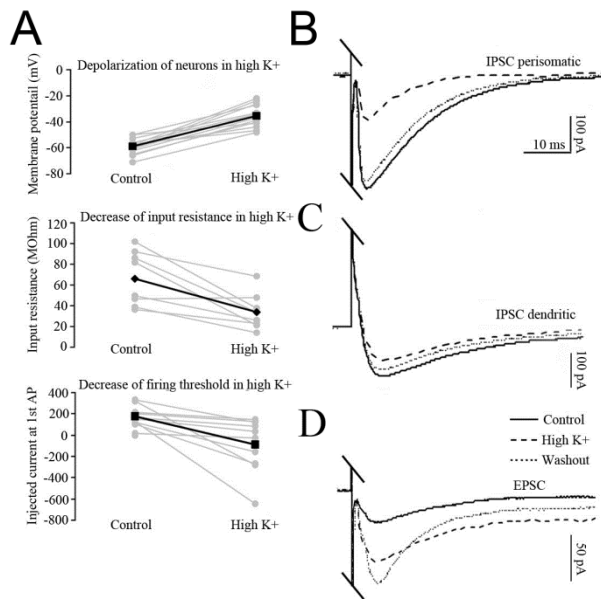 A
Depolarization of neurons in high K+
Membrane potentail (mV)
0
-20
-40
-60
-80
Control
High K+
Decrease of input resistance in high K+
Input resistance (MOhm)
120
100
80
60
40
20
0
Control
High K+
Decrease of firing threshold in high K+
Injected current at 1st AP
400
200
0
-200
-400
-600
-800
Control
High K+
B
IPSC perisomatic
100 pA
10 ms
C
IPSC dendritic
100 pA
D
Control
High K+
Washout
EPSC
50 pA